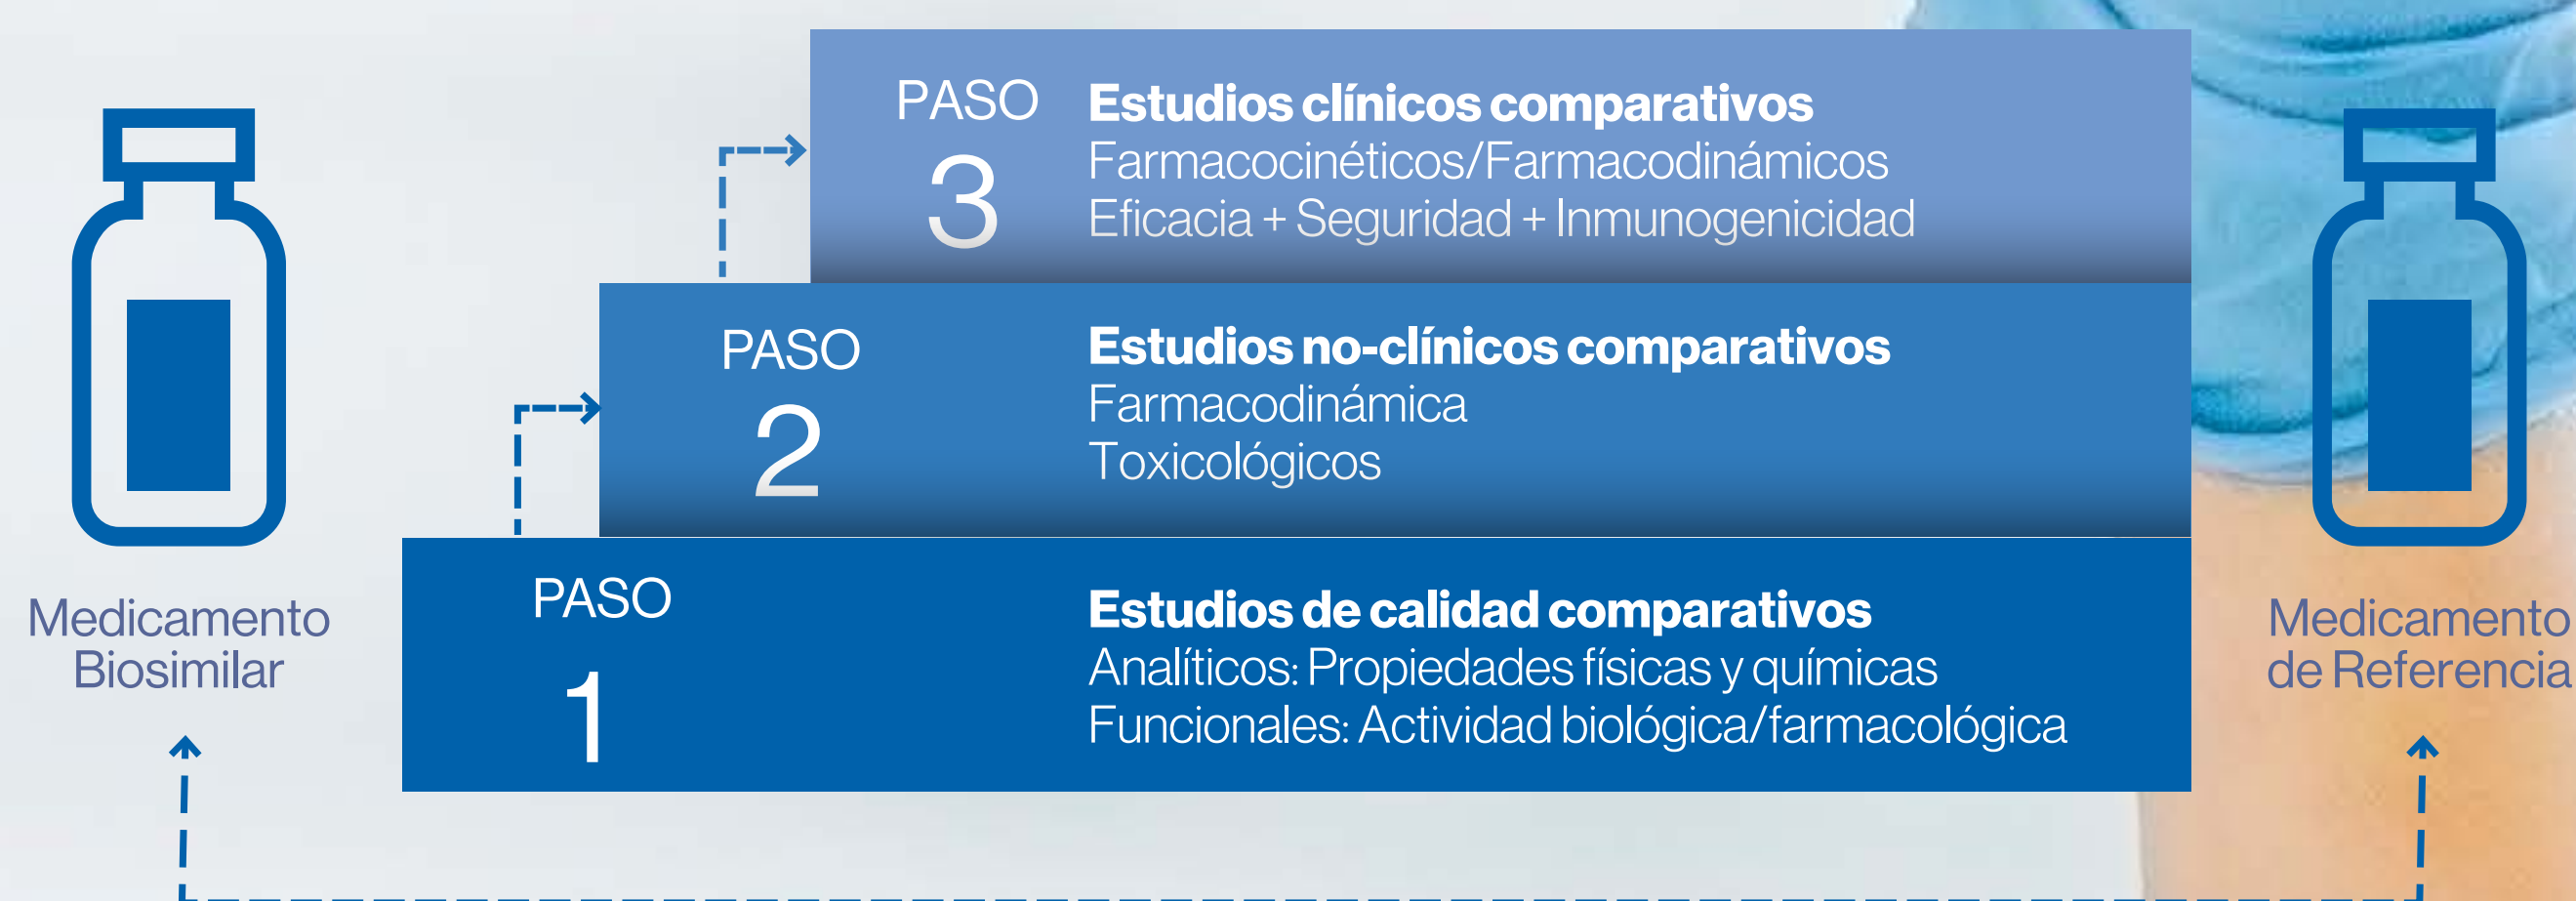 PASO
3
Estudios clínicos comparativos
Farmacocinéticos/Farmacodinámicos
Eficacia + Seguridad + Inmunogenicidad
PASO
2
Estudios no-clínicos comparativos
Farmacodinámica
Toxicológicos
PASO
1
Estudios de calidad comparativos
Analíticos: Propiedades físicas y químicas
Funcionales: Actividad biológica/farmacológica
Medicamento
Biosimilar
Medicamento
de Referencia